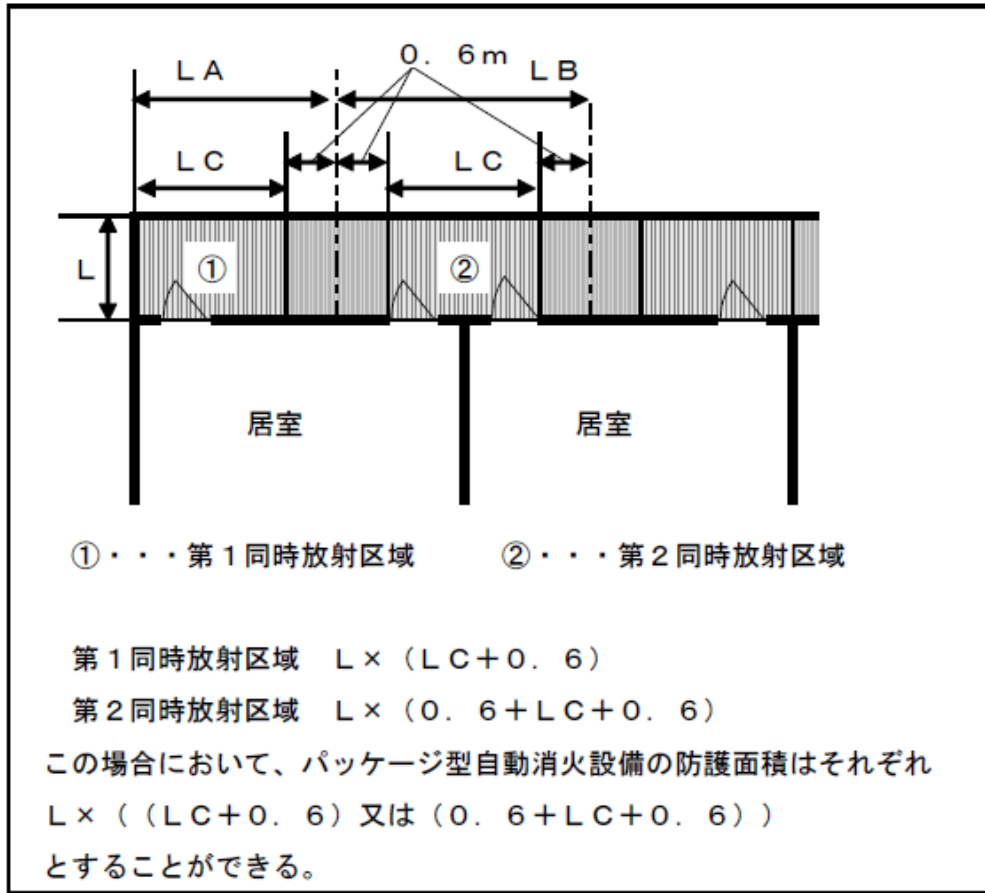 0．6m
LA
LB
LC
LC
L
①
②
居室
居室
①・・・第1同時放射区域　②・・・第2同時放射区域
第1同時放射区域　L×（LC＋0．6）
第2同時放射区域　L×（0．6＋LC＋0．6）
この場合において、パッケージ型自動消火設備の防護面積はそれぞれ
L×（（LC＋0．6）又は（0．6＋LC＋0．6））
とすることができる。